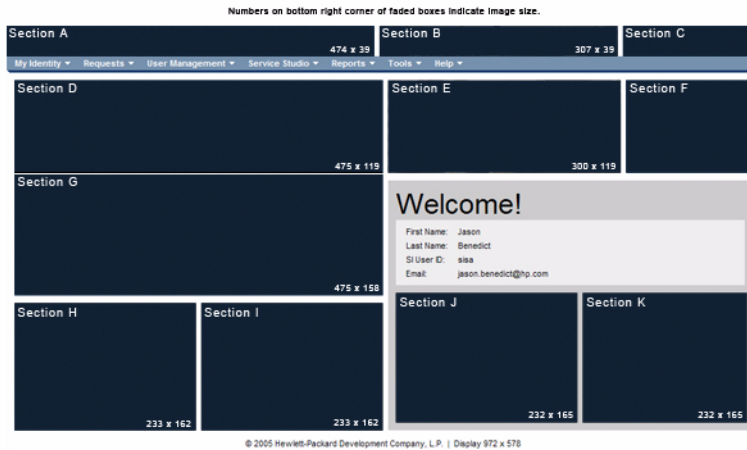 Numbers on bottom right corner of faded boxes indicate image size.
Section A
474 x 39
Section B
307 x 39
Section C
My Identity Requests User Management Service Studio Reports Tools Help
Section D
475 x 119
Section E
300 x 119
Section F
Section G
475 x 158
Welcome!
First Name: Jason
Last Name: Benedict
SI User ID: sisa
Email: jason.benedict@hp.com
Section H
233 x 162
Section I
233 x 162
Section J
232 x 165
Section K
232 x 165
© 2005 Hewlett-Packard Development Company, L.P. | Display 972 x 578